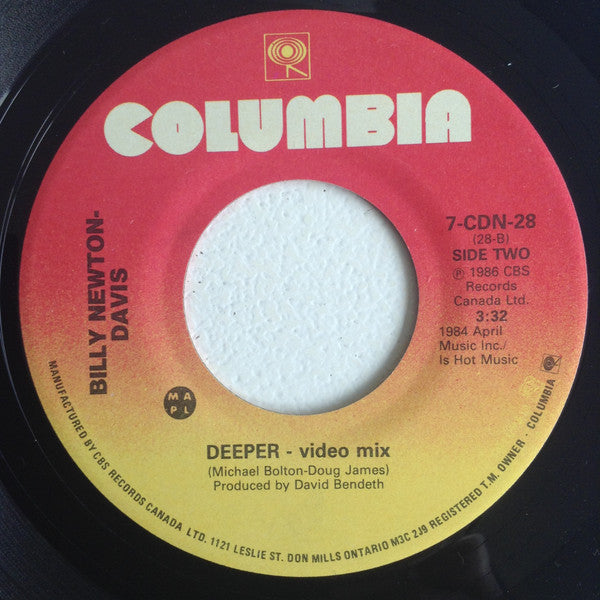 COLUMBIA
BILLY NEWTON-
DAVIS
7-CDN-28
(28-B)
SIDE TWO
℗ 1986 CBS
Records
Canada Ltd.
3:32
1984 April
Music Inc./
Is Hot Music
M A
P L
DEEPER - video mix
(Michael Bolton-Doug James)
Produced by David Bendeth
MANUFACTURED BY CBS RECORDS CANADA LTD. 1121 LESLIE ST. DON MILLS ONTARIO M3C 2J9 REGISTERED T.M. OWNER - COLUMBIA